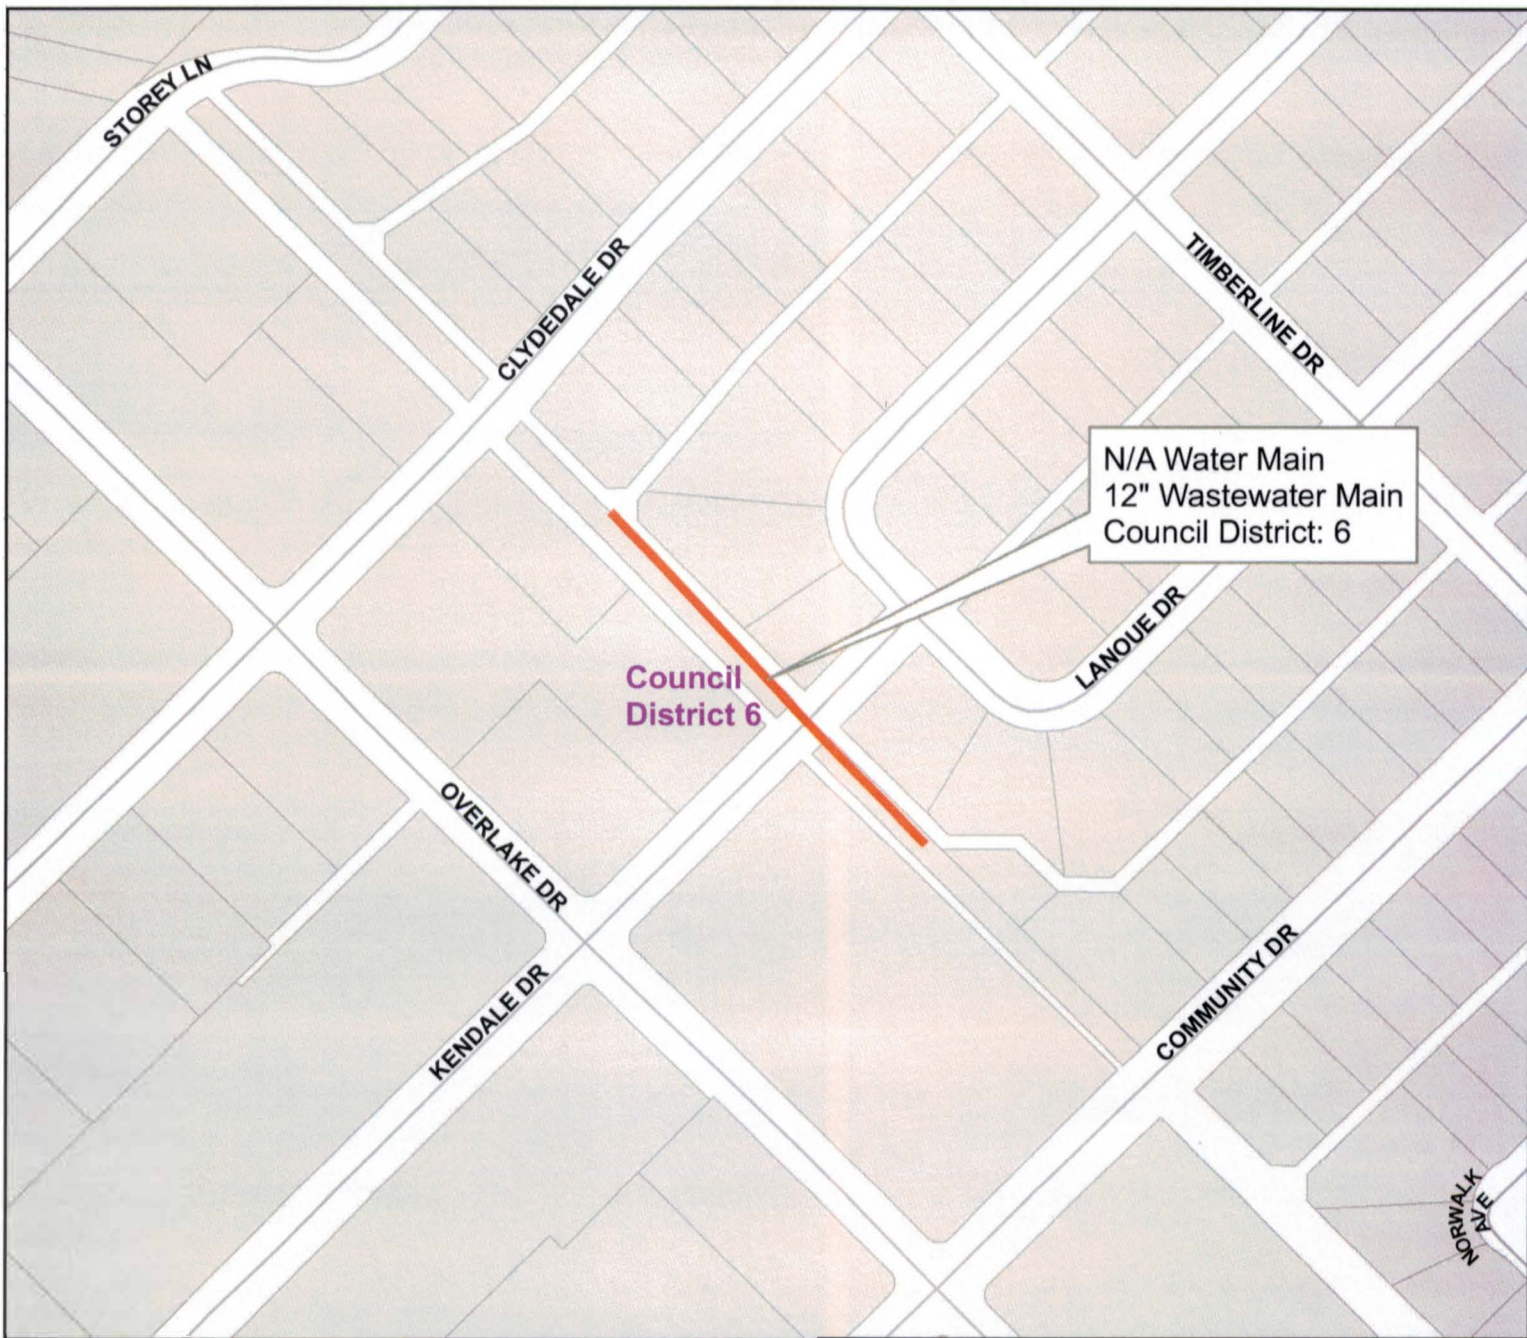 STOREY LN
CLYDEDALE DR
TIMBERLINE DR
N/A Water Main
12" Wastewater Main
Council District: 6
LANOUE DR
Council
District 6
OVERLAKE DR
KENDALE DR
COMMUNITY DR
NORWALK
AVE